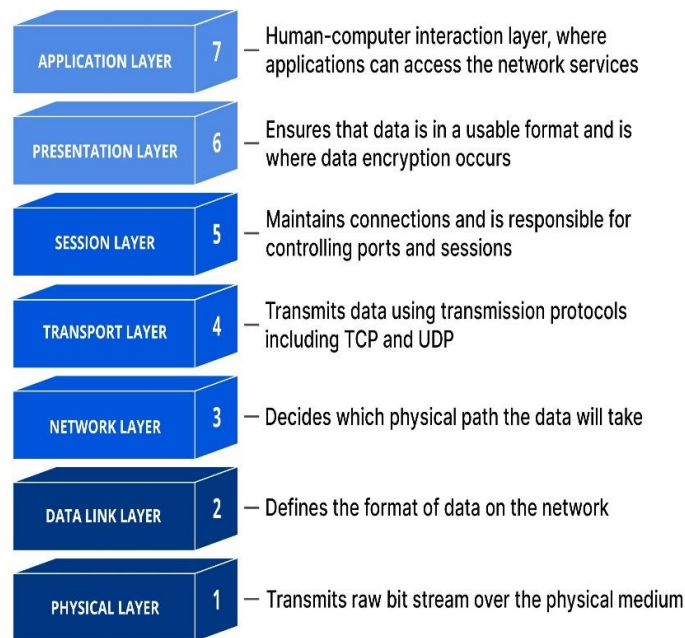 APPLICATION LAYER
7
Human-computer interaction layer, where
applications can access the network services
PRESENTATION LAYER
6
Ensures that data is in a usable format and is
where data encryption occurs
SESSION LAYER
5
Maintains connections and is responsible for
controlling ports and sessions
TRANSPORT LAYER
4
Transmits data using transmission protocols
including TCP and UDP
NETWORK LAYER
3
Decides which physical path the data will take
DATA LINK LAYER
2
Defines the format of data on the network
PHYSICAL LAYER
1
Transmits raw bit stream over the physical medium